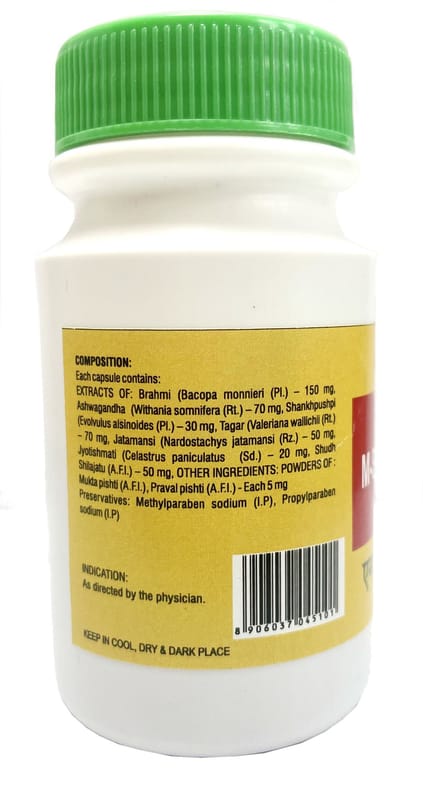 COMPOSITION:
Each capsule contains:
EXTRACTS OF: Brahmi (Bacopa monnieri (Pl.) – 150 mg,
Ashwagandha (Withania somnifera (Rt.) – 70 mg, Shankhpushpi
(Evolvulus alsinoides (Pl.) – 30 mg, Tagar (Valeriana wallichii (Rt.)
– 70 mg, Jatamansi (Nardostachys jatamansi (Rz.) – 50 mg,
Jyotishmati (Celastrus paniculatus (Sd.) – 20 mg, Shudh
Shilajatu (A.F.I.) – 50 mg, OTHER INGREDIENTS: POWDERS OF :
Mukta pishti (A.F.I.), Praval pishti (A.F.I.) - Each 5 mg
Preservatives: Methylparaben sodium (I.P), Propylparaben
sodium (I.P)
INDICATION:
As directed by the physician.
8 906037 045101
KEEP IN COOL, DRY & DARK PLACE